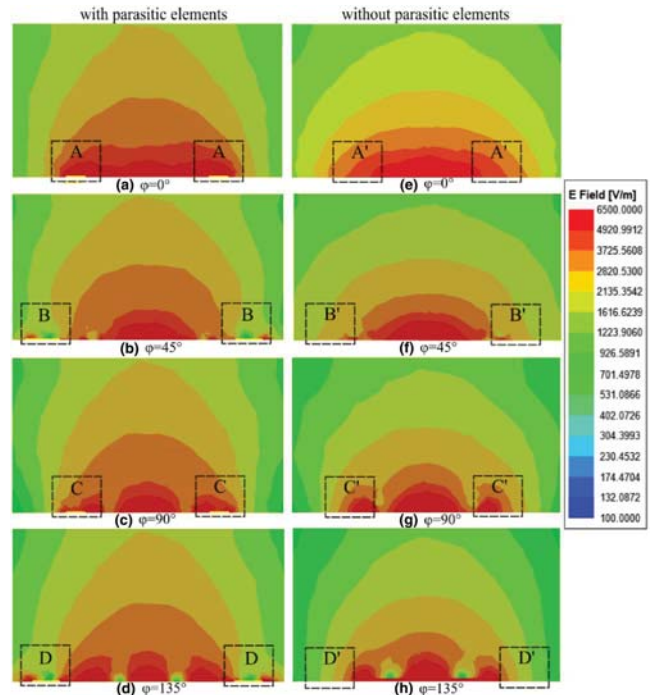 with parasitic elements
without parasitic elements
A A
(a) φ=0°
A' A'
(e) φ=0°
B B
(b) φ=45°
B' B'
(f) φ=45°
C C
(c) φ=90°
C' C'
(g) φ=90°
D D
(d) φ=135°
D' D'
(h) φ=135°
E Field [V/m]
6500.0000
4920.9912
3725.5608
2820.5300
2135.3542
1616.6239
1223.9060
926.5891
701.4978
531.0866
402.0726
304.3993
230.4532
174.4704
132.0872
100.0000